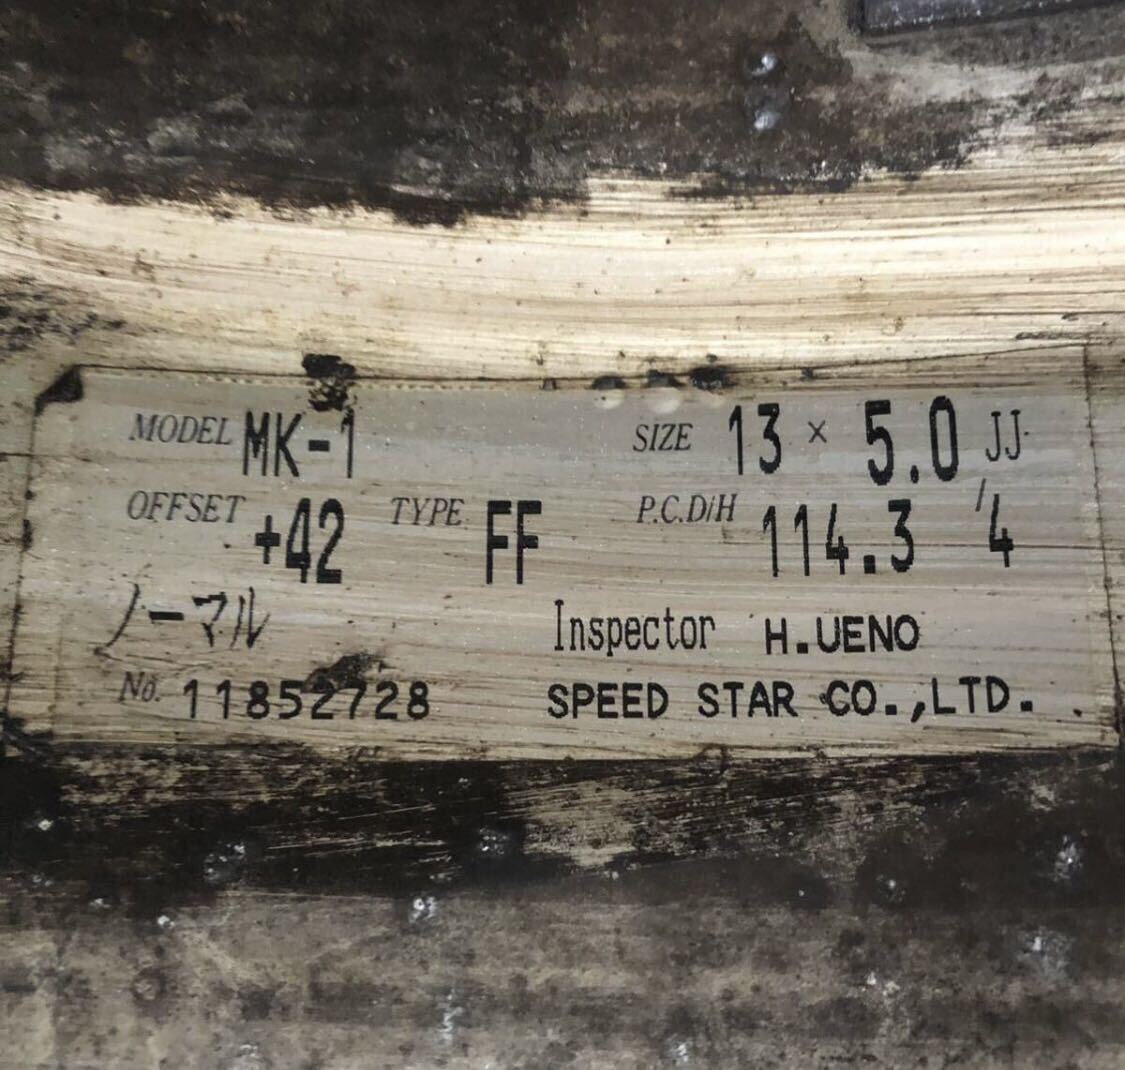 MODEL MK-1 SIZE 13 × 5.0 JJ
OFFSET +42 TYPE FF P.C.D/H 114.3 /4
ノーマル Inspector H.UENO
No. 11852728 SPEED STAR CO.,LTD.